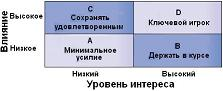 Влияние
Высокое
Низкое
C
Сохранять
удовлетворенным
D
Ключевой игрок
A
Минимальное
усилие
B
Держать в курсе
Низкий
Высокий
Уровень интереса